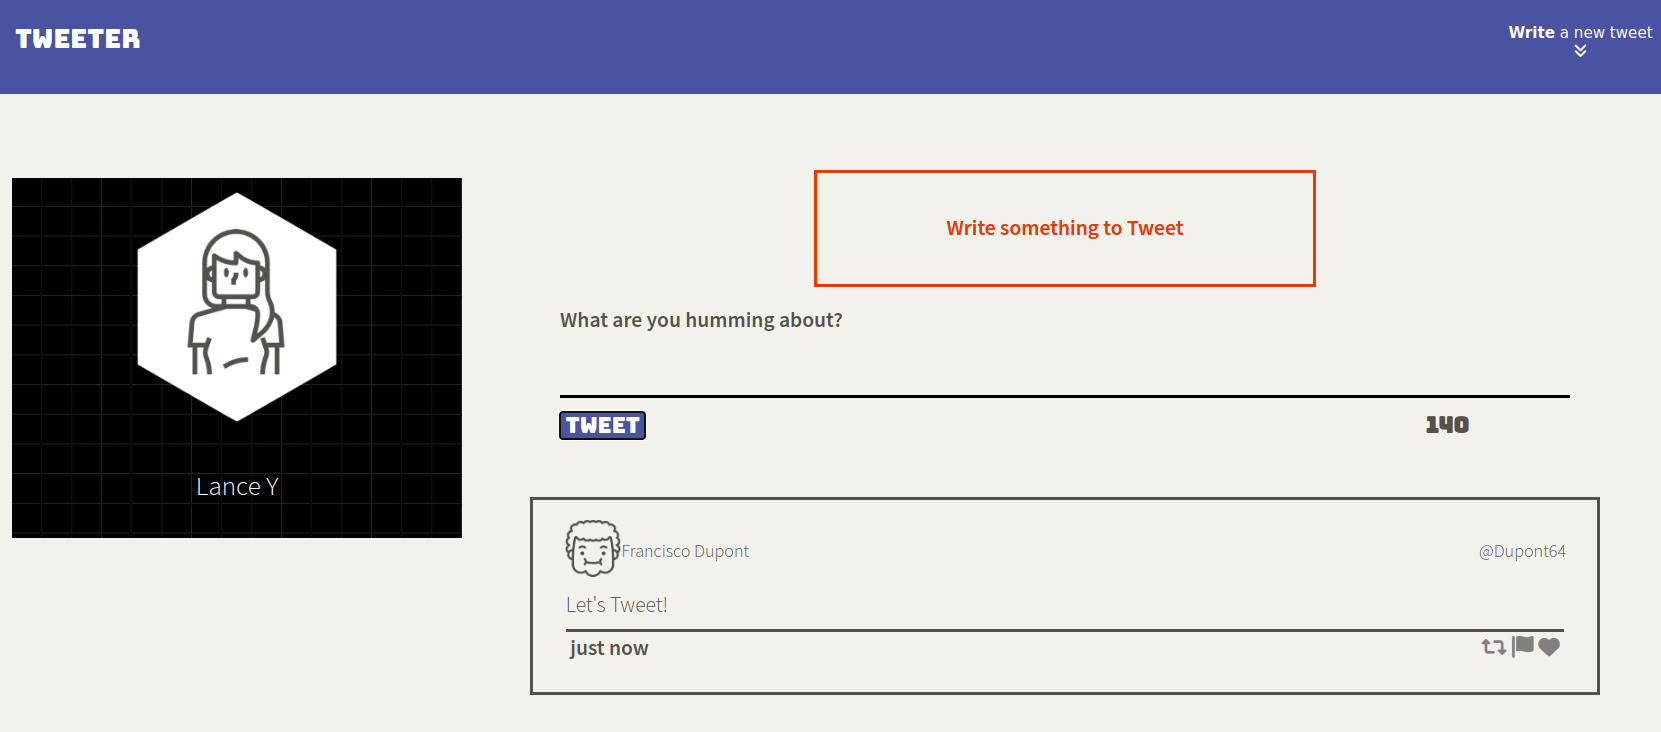 TWEETER
Write a new tweet
Lance Y
Write something to Tweet
What are you humming about?
TWEET
140
Francisco Dupont
@Dupont64
Let's Tweet!
just now